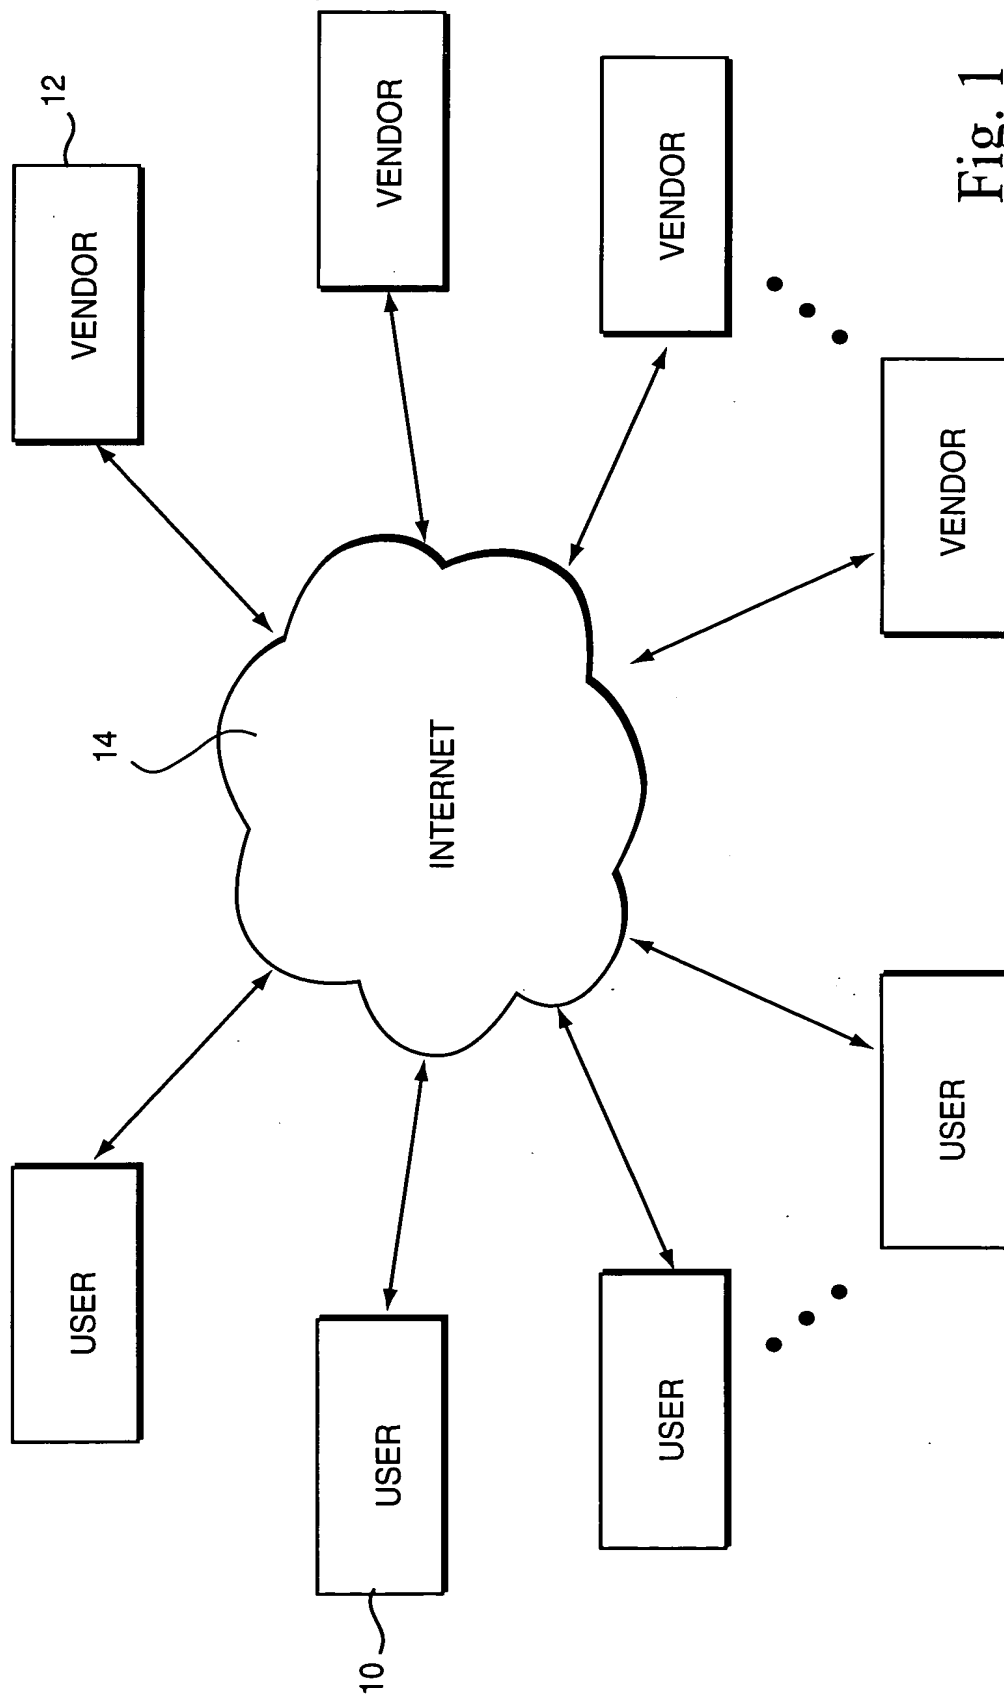 14
12
USER
VENDOR
10
USER
INTERNET
VENDOR
USER
VENDOR
USER
VENDOR
Fig. 1